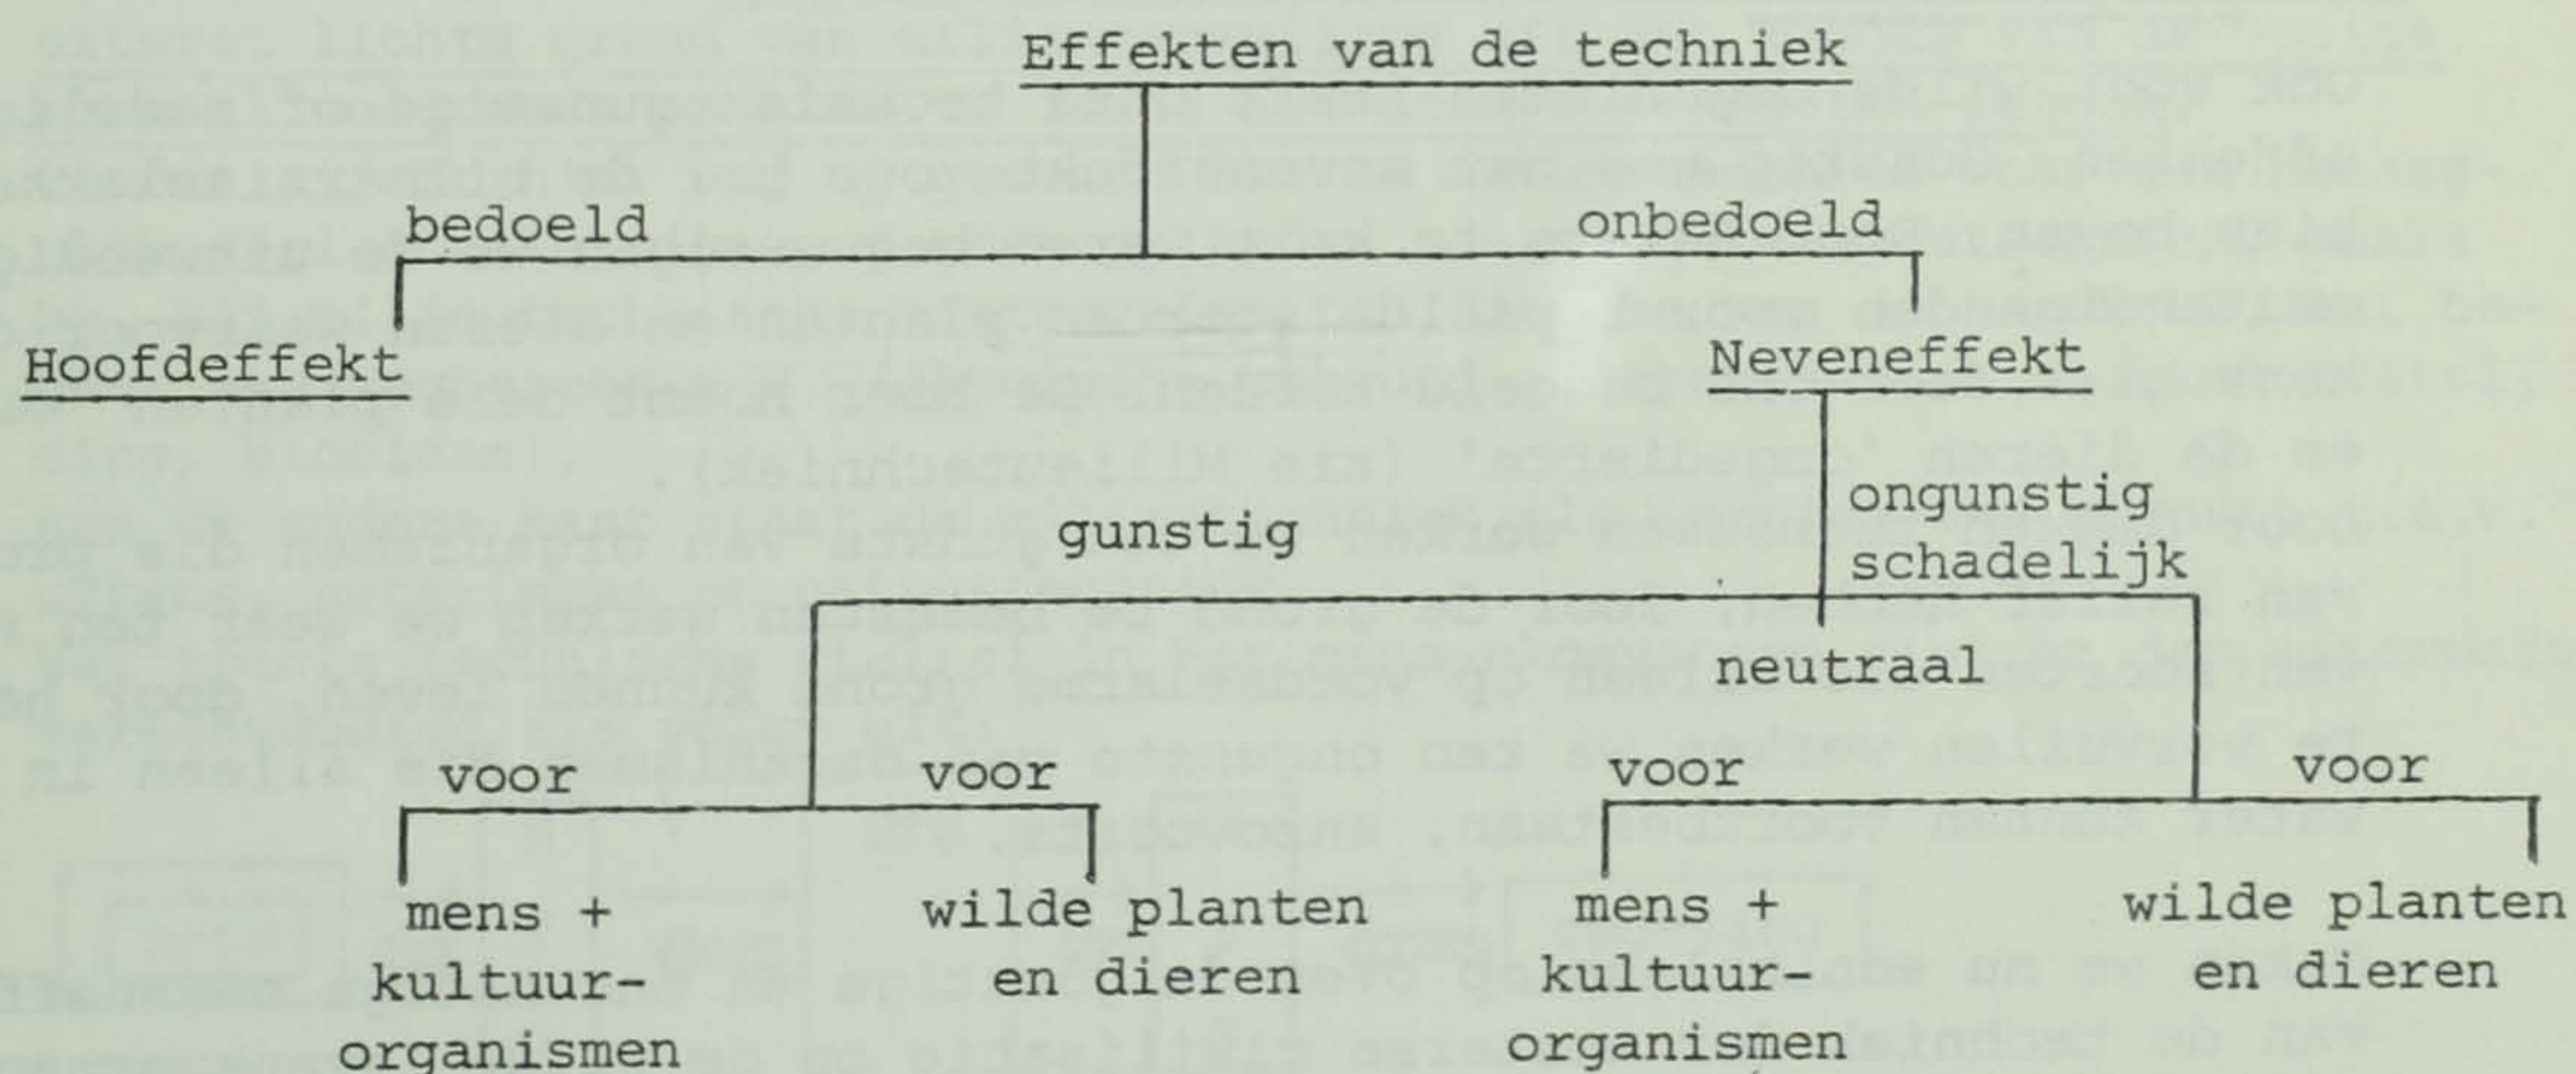 Effekten van de techniek
bedoeld
onbedoeld
Hoofdeffekt
Neveneffekt
gunstig
ongunstig
schadelijk
neutraal
voor
voor
voor
voor
mens +
kultuur-
organismen
wilde planten
en dieren
mens +
kultuur-
organismen
wilde planten
en dieren